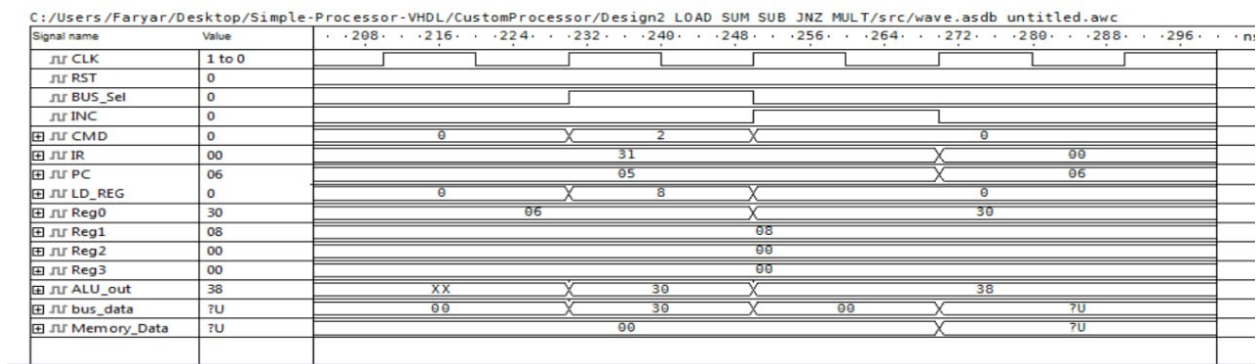 C:/Users/Faryar/Desktop/Simple-Processor-VHDL/CustomProcessor/Design2 LOAD SUM SUB JNZ MULT/src/wave.asdb untitled.awc
Signal name Value 208 216 224 232 240 248 256 264 272 280 288 296 ns
CLK 1 to 0
RST 0
BUS_Sel 0
INC 0
CMD 0 0 2 0
IR 00 31 00
PC 06 05 06
LD_REG 0 0 8 0
Reg0 30 06 30
Reg1 08 08
Reg2 00 00
Reg3 00 00
ALU_out 38 XX 30 38
bus_data ?U 00 30 00 ?U
Memory_Data ?U 00 ?U